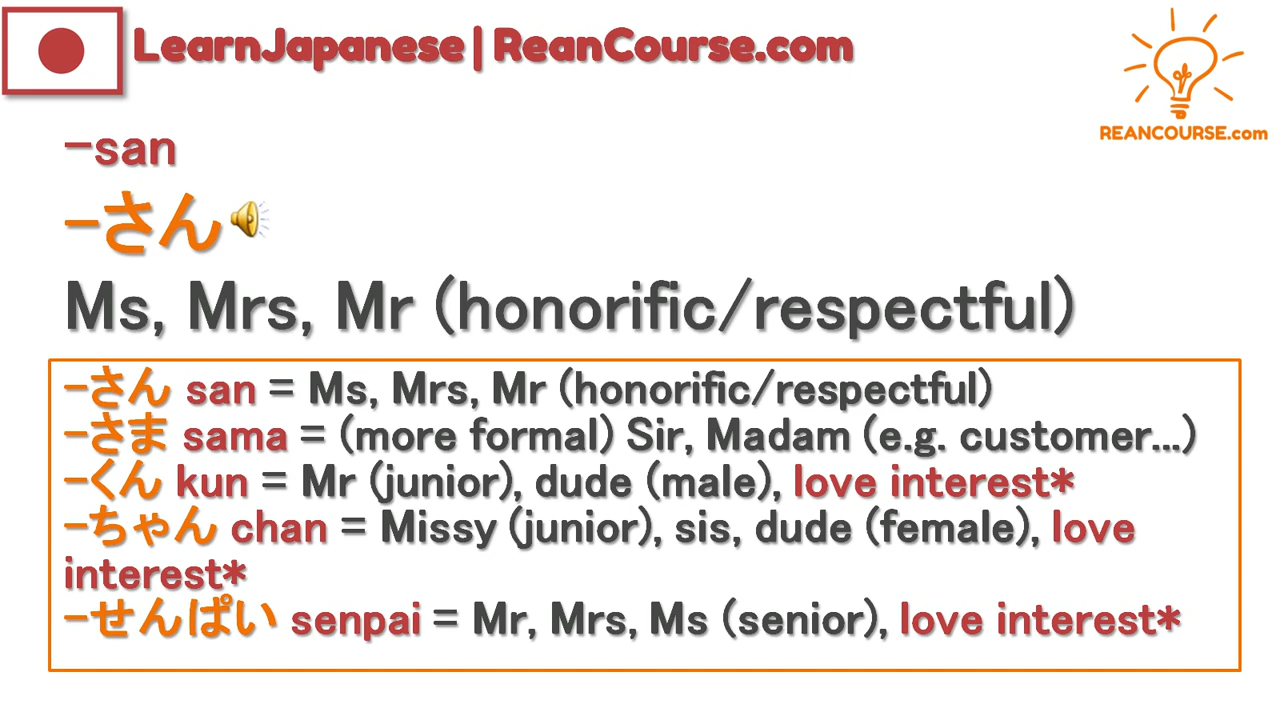 LearnJapanese | ReanCourse.com
REANCOURSE.com
-san
-さん
Ms, Mrs, Mr (honorific/respectful)
-さん san = Ms, Mrs, Mr (honorific/respectful)
-さま sama = (more formal) Sir, Madam (e.g. customer...)
-くん kun = Mr (junior), dude (male), love interest*
-ちゃん chan = Missy (junior), sis, dude (female), love
interest*
-せんぱい senpai = Mr, Mrs, Ms (senior), love interest*